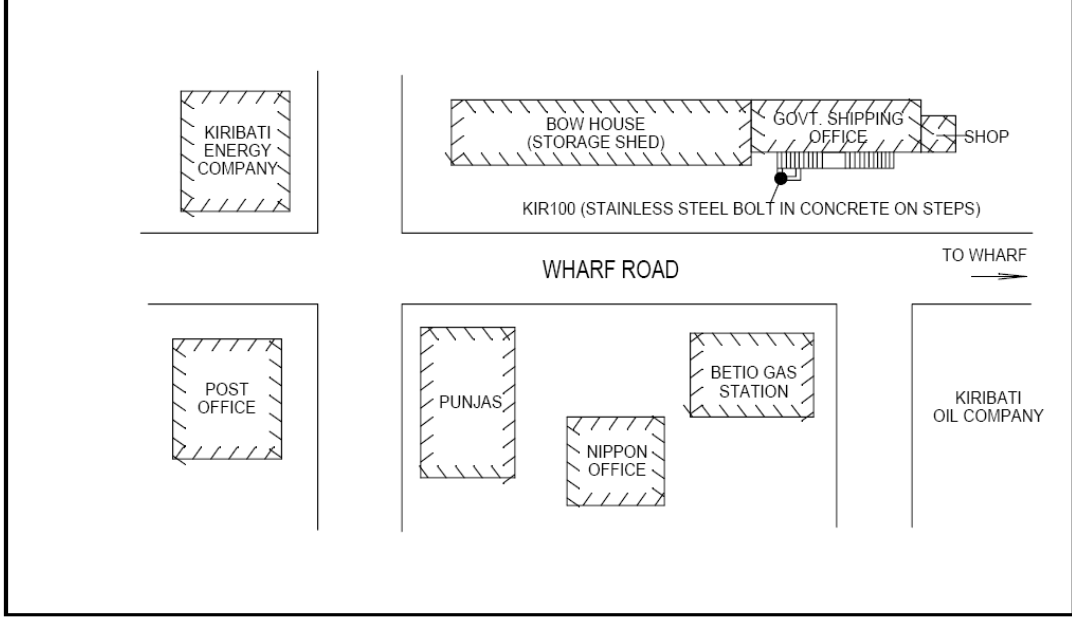 KIRIBATI
ENERGY
COMPANY
BOW HOUSE
(STORAGE SHED)
GOVT. SHIPPING
OFFICE
SHOP
KIR100 (STAINLESS STEEL BOLT IN CONCRETE ON STEPS)
WHARF ROAD
TO WHARF
POST
OFFICE
PUNJAS
NIPPON
OFFICE
BETIO GAS
STATION
KIRIBATI
OIL COMPANY